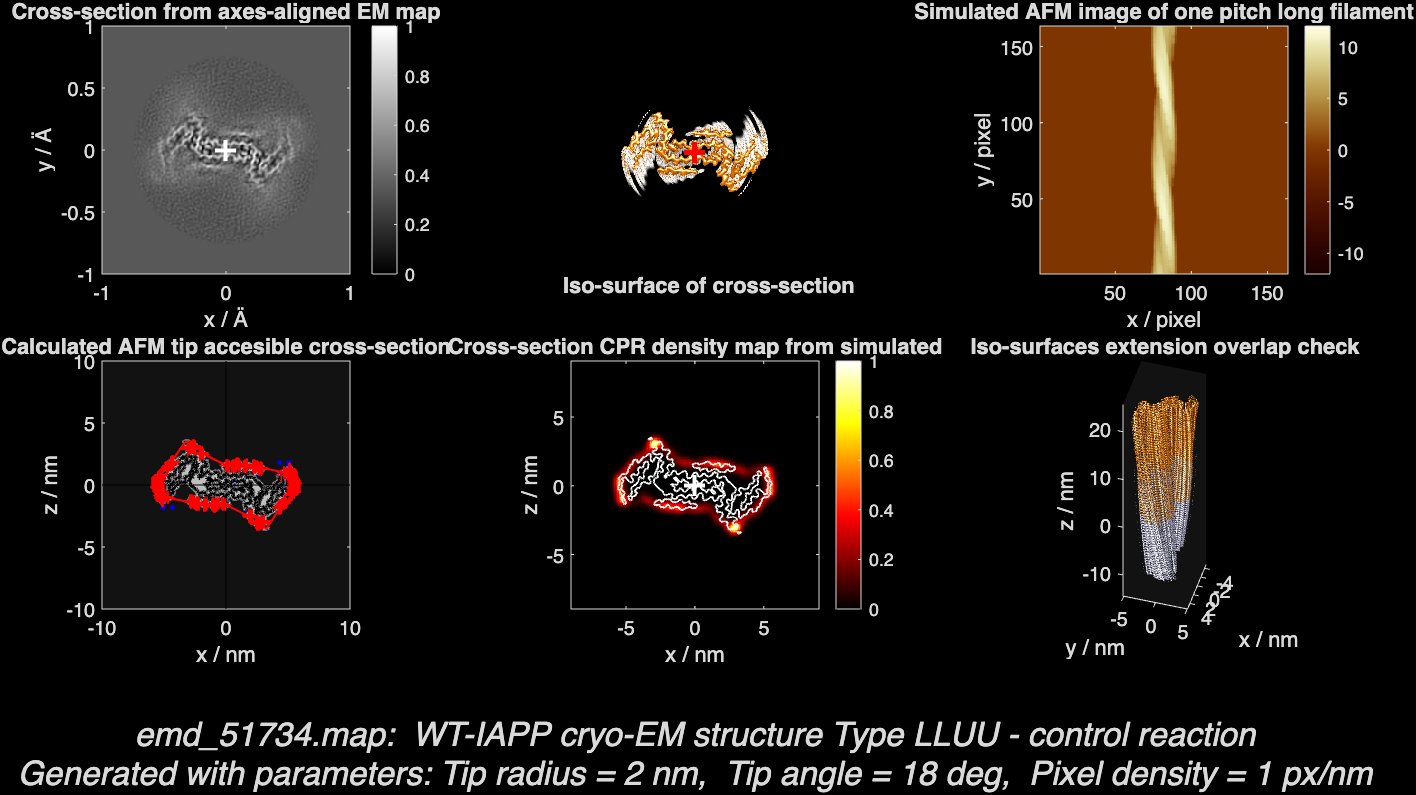 Cross-section from axes-aligned EM map
1
0.5
0
-0.5
-1
y / Ä
-1 0 1
x / Ä
1
0.8
0.6
0.4
0.2
0
Iso-surface of cross-section
Simulated AFM image of one pitch long filament
150
100
50
y / pixel
50 100 150
x / pixel
10
5
0
-5
-10
Calculated AFM tip accesible cross-section
10
5
0
-5
-10
z / nm
-10 0 10
x / nm
Cross-section CPR density map from simulated
5
0
-5
z / nm
-5 0 5
x / nm
1
0.8
0.6
0.4
0.2
0
Iso-surfaces extension overlap check
20
10
0
-10
z / nm
-5 0 5
y / nm
-4
-2
0
2
4
x / nm
emd_51734.map: WT-IAPP cryo-EM structure Type LLUU - control reaction
Generated with parameters: Tip radius = 2 nm, Tip angle = 18 deg, Pixel density = 1 px/nm